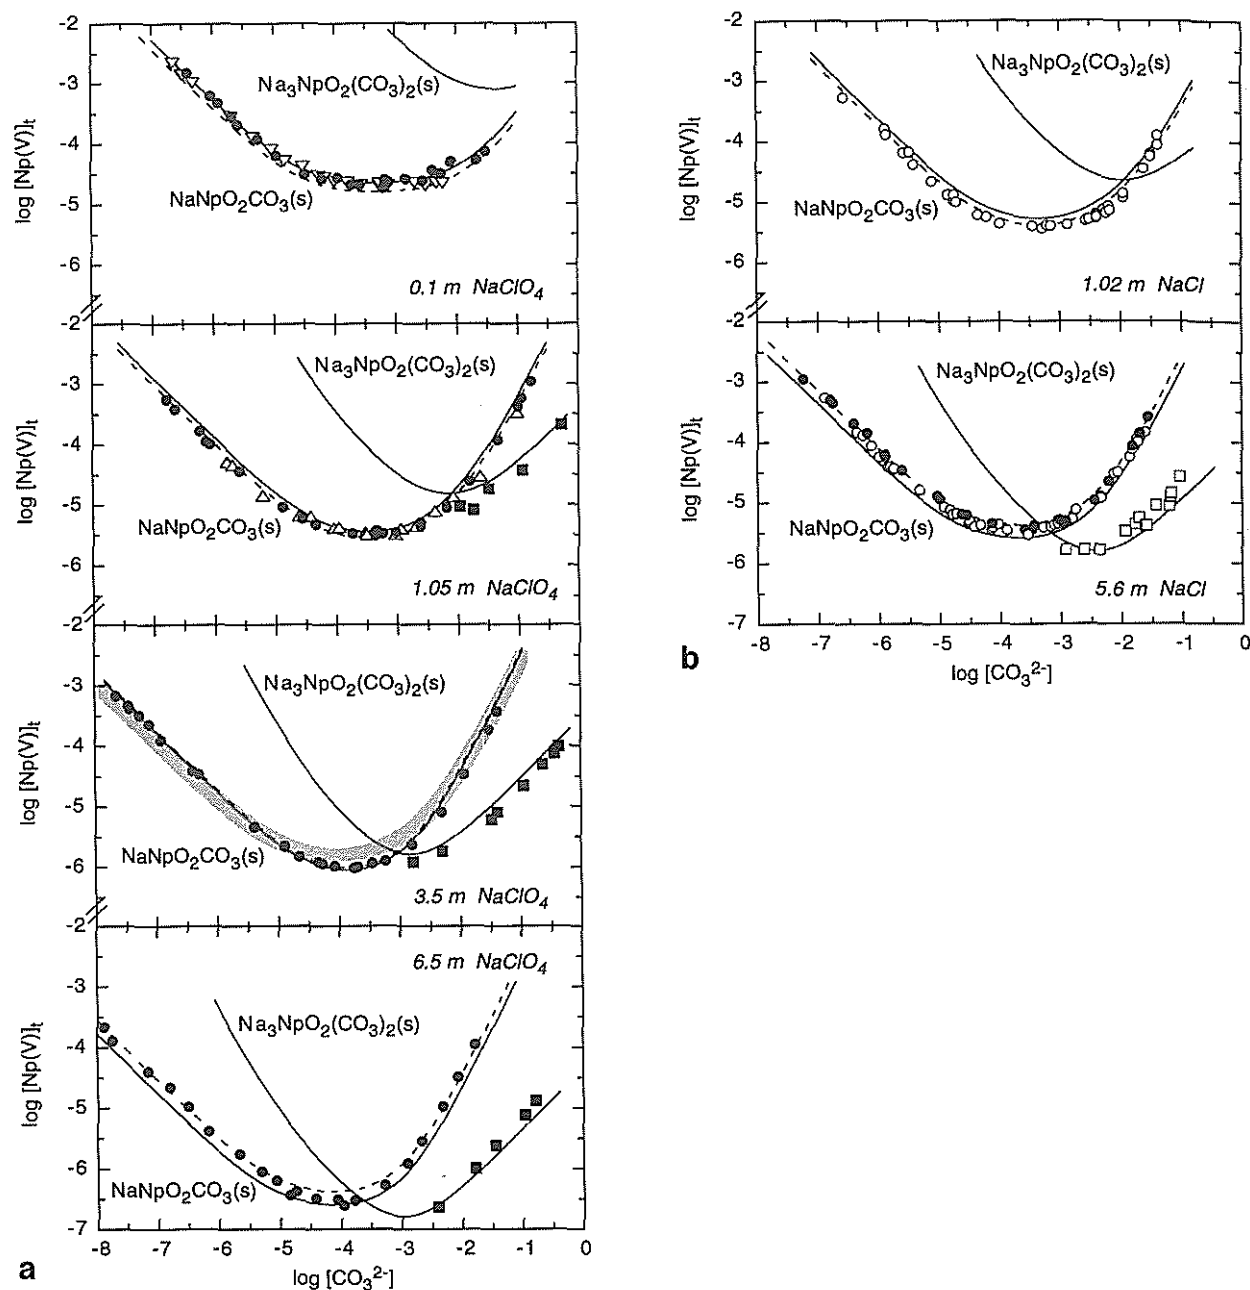 -2
-3
-4
-5
-6
log [Np(V)]t
Na3NpO2(CO3)2(s)
NaNpO2CO3(s)
0.1 m NaClO4
-2
-3
-4
-5
-6
log [Np(V)]t
Na3NpO2(CO3)2(s)
NaNpO2CO3(s)
1.05 m NaClO4
-2
-3
-4
-5
-6
log [Np(V)]t
Na3NpO2(CO3)2(s)
NaNpO2CO3(s)
3.5 m NaClO4
-2
-3
-4
-5
-6
-7
log [Np(V)]t
6.5 m NaClO4
Na3NpO2(CO3)2(s)
NaNpO2CO3(s)
-8 -7 -6 -5 -4 -3 -2 -1 0
log [CO32-]
a
-2
-3
-4
-5
-6
log [Np(V)]t
Na3NpO2(CO3)2(s)
NaNpO2CO3(s)
1.02 m NaCl
-2
-3
-4
-5
-6
-7
log [Np(V)]t
Na3NpO2(CO3)2(s)
NaNpO2CO3(s)
5.6 m NaCl
-8 -7 -6 -5 -4 -3 -2 -1 0
log [CO32-]
b